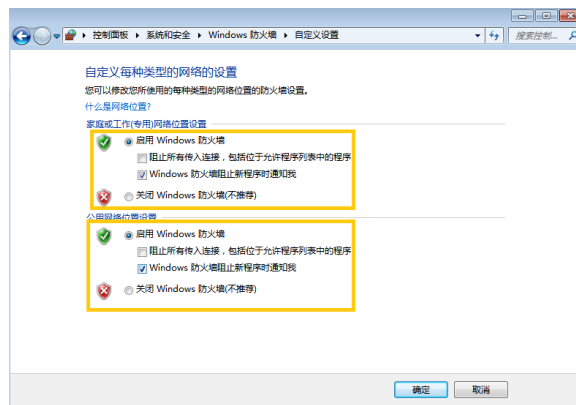 控制面板 ▸ 系统和安全 ▸ Windows 防火墙 ▸ 自定义设置
搜索控制...
自定义每种类型的网络的设置
您可以修改您所使用的每种类型的网络位置的防火墙设置。
什么是网络位置?
家庭或工作(专用)网络位置设置
启用 Windows 防火墙
阻止所有传入连接，包括位于允许程序列表中的程序
Windows 防火墙阻止新程序时通知我
关闭 Windows 防火墙(不推荐)
公用网络位置设置
启用 Windows 防火墙
阻止所有传入连接，包括位于允许程序列表中的程序
Windows 防火墙阻止新程序时通知我
关闭 Windows 防火墙(不推荐)
确定
取消